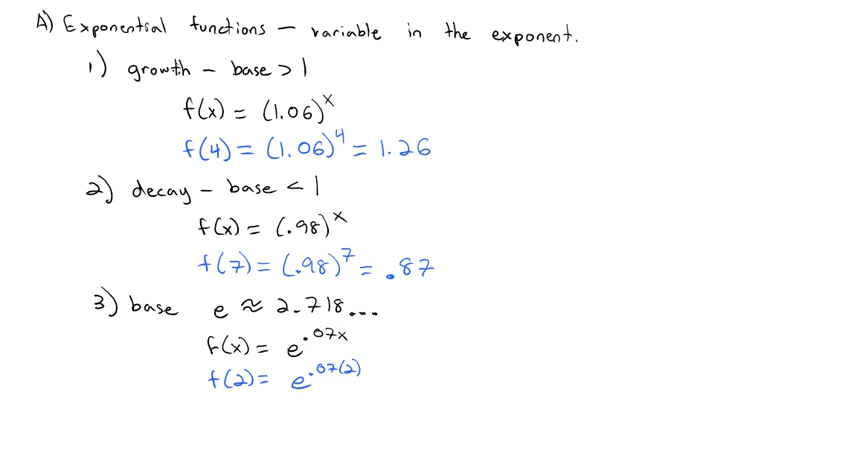 A) Exponential functions – variable in the exponent.
1) growth – base > 1
f(x) = (1.06)^x
f(4) = (1.06)^4 = 1.26
2) decay – base < 1
f(x) = (.98)^x
f(7) = (.98)^7 = .87
3) base e ≈ 2.718...
f(x) = e^.07x
f(2) = e^.07(2)